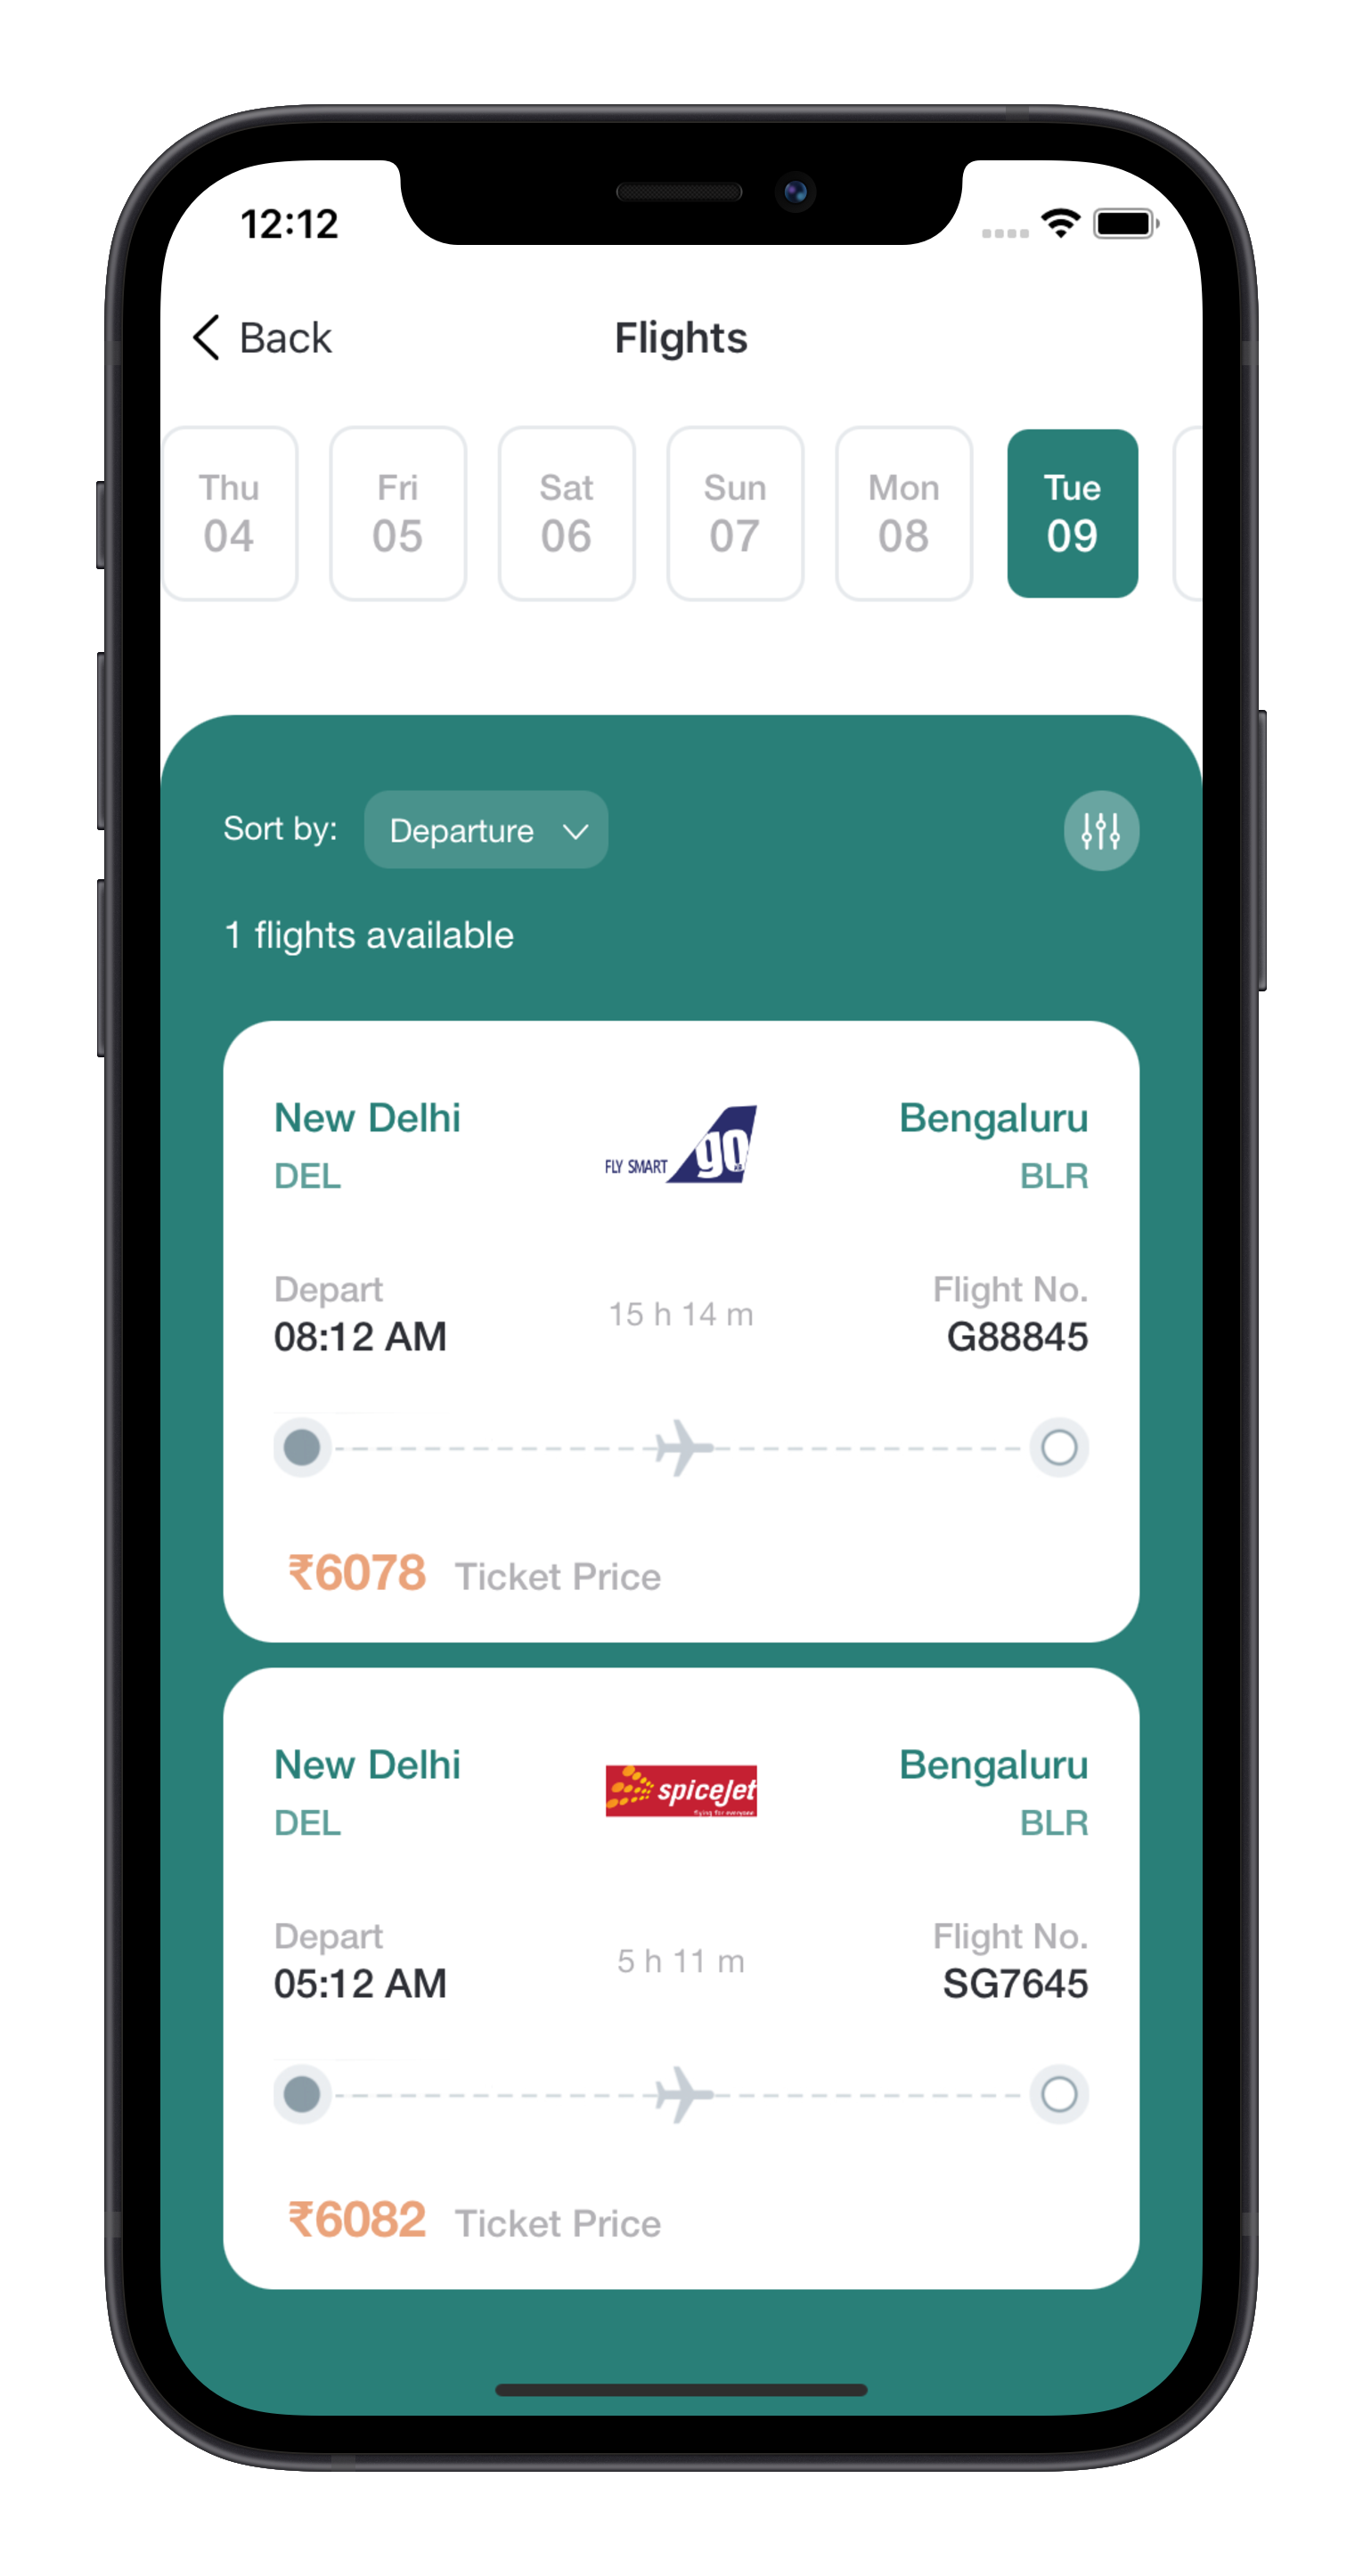 12:12
Back
Flights
Thu Fri Sat Sun Mon Tue
04 05 06 07 08 09
Sort by: Departure
1 flights available
New Delhi Bengaluru
DEL FLY SMART go BLR
Depart 15 h 14 m Flight No.
08:12 AM G88845
₹6078 Ticket Price
New Delhi spicejet Bengaluru
DEL flying for everyone BLR
Depart 5 h 11 m Flight No.
05:12 AM SG7645
₹6082 Ticket Price